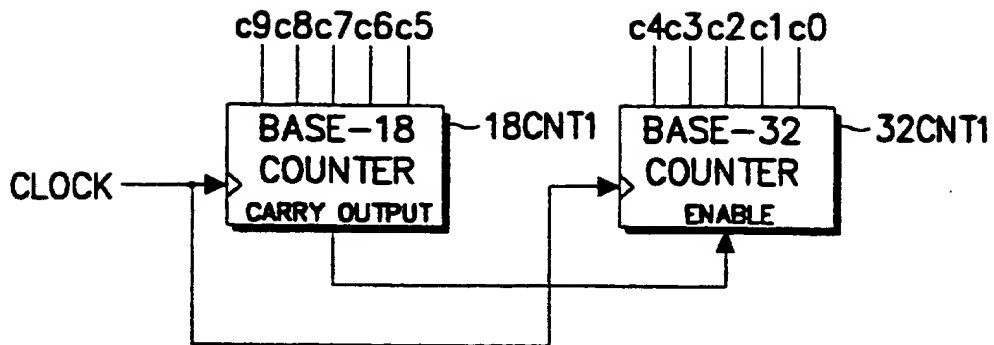 c9c8c7c6c5
c4c3c2c1c0
BASE-18
COUNTER
CARRY OUTPUT
18CNT1
BASE-32
COUNTER
ENABLE
32CNT1
CLOCK